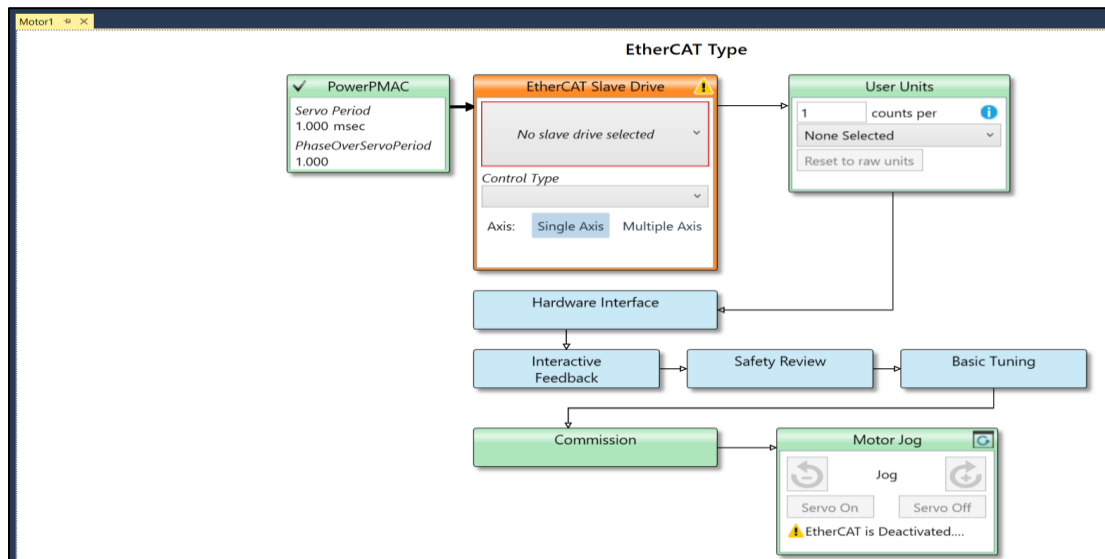 Motor1
EtherCAT Type
PowerPMAC
Servo Period
1.000 msec
PhaseOverServoPeriod
1.000
EtherCAT Slave Drive
No slave drive selected
Control Type
Axis: Single Axis Multiple Axis
User Units
1 counts per
None Selected
Reset to raw units
Hardware Interface
Interactive
Feedback
Safety Review
Basic Tuning
Commission
Motor Jog
Jog
Servo On Servo Off
EtherCAT is Deactivated....